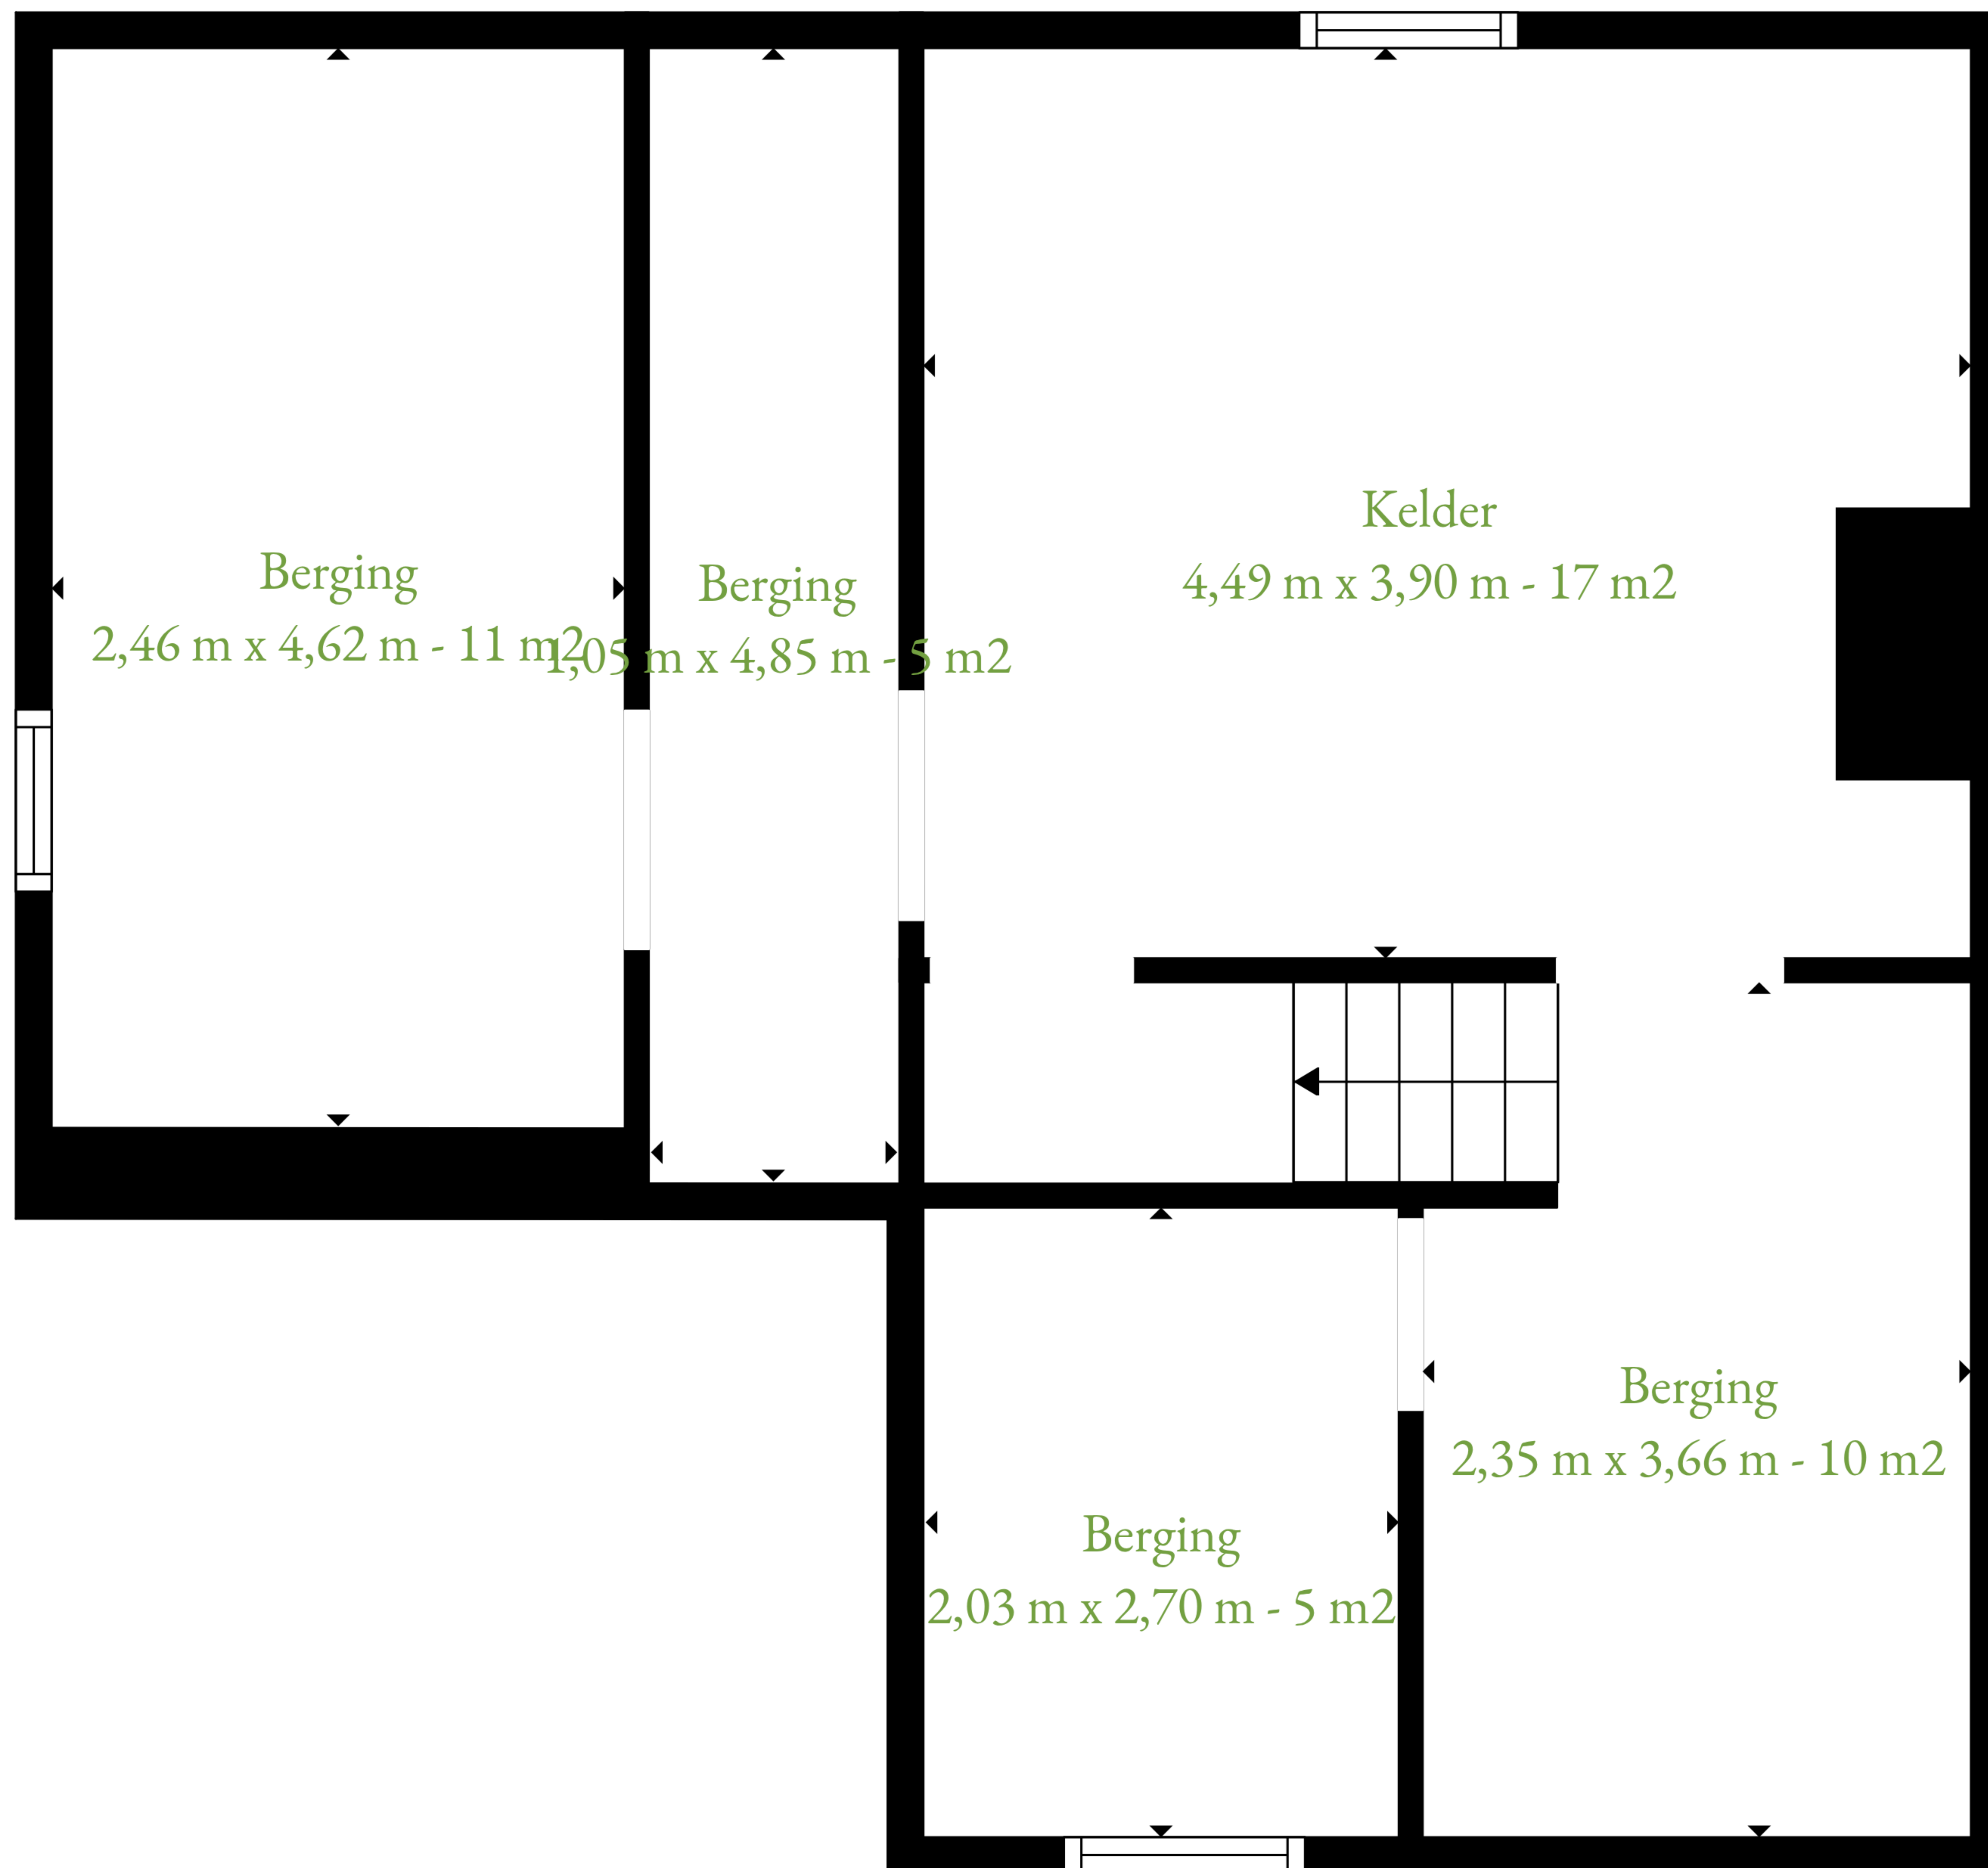 Kelder
4,49 m x 3,90 m - 17 m2
Berging
2,46 m x 4,62 m - 11 m2
Berging
1,05 m x 4,85 m - 5 m2
Berging
2,35 m x 3,66 m - 10 m2
Berging
2,03 m x 2,70 m - 5 m2